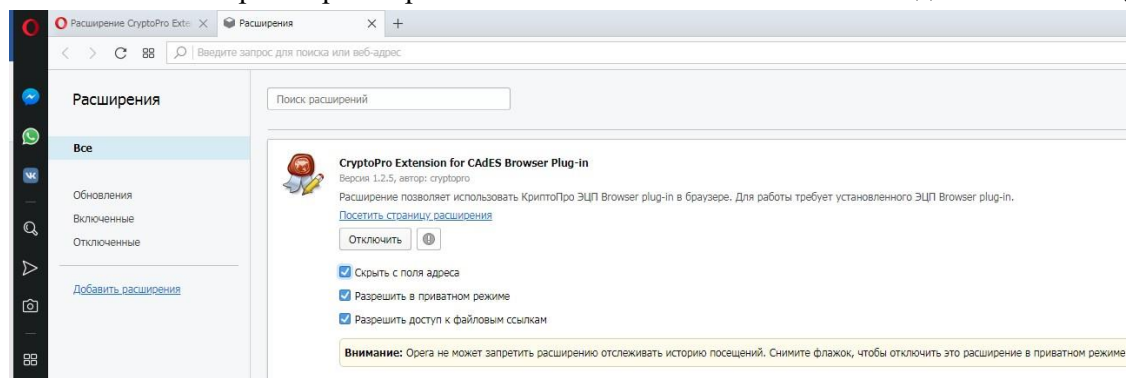 Расширение CryptoPro Exte
Расширения
Введите запрос для поиска или веб-адрес
Расширения
Поиск расширений
Все
Обновления
Включенные
Отключенные
Добавить расширения
CryptoPro Extension for CAdES Browser Plug-in
Версия 1.2.5, автор: cryptopro
Расширение позволяет использовать КриптоПро ЭЦП Browser plug-in в браузере. Для работы требует установленного ЭЦП Browser plug-in.
Посетить страницу расширения
Отключить
Скрыть с поля адреса
Разрешить в приватном режиме
Разрешить доступ к файловым ссылкам
Внимание: Opera не может запретить расширению отслеживать историю посещений. Снимите флажок, чтобы отключить это расширение в приватном режиме